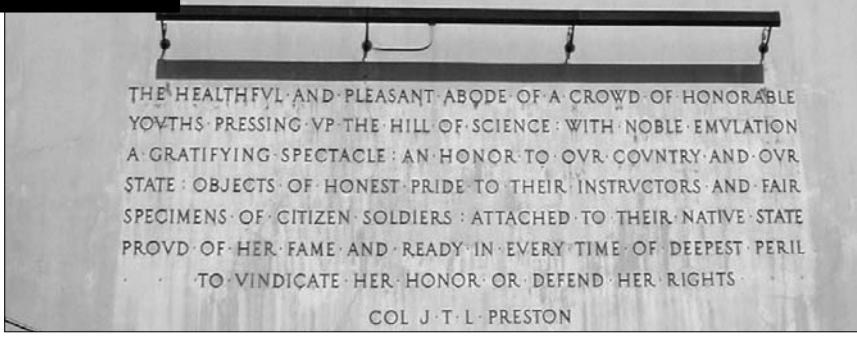 THE HEALTHFVL·AND·PLEASANT·ABODE·OF·A·CROWD·OF·HONORABLE
YOVTHS·PRESSING·VP·THE·HILL·OF·SCIENCE:WITH·NOBLE·EMVLATION
A·GRATIFYING·SPECTACLE:AN·HONOR·TO·OVR·COVNTRY·AND·OVR
STATE:OBJECTS·OF·HONEST·PRIDE·TO·THEIR·INSTRVCTORS·AND·FAIR
SPECIMENS·OF·CITIZEN·SOLDIERS:ATTACHED·TO·THEIR·NATIVE·STATE
PROVD·OF·HER·FAME·AND·READY·IN·EVERY·TIME·OF·DEEPEST·PERIL
·TO·VINDICATE·HER·HONOR·OR·DEFEND·HER·RIGHTS·
COL J·T·L·PRESTON